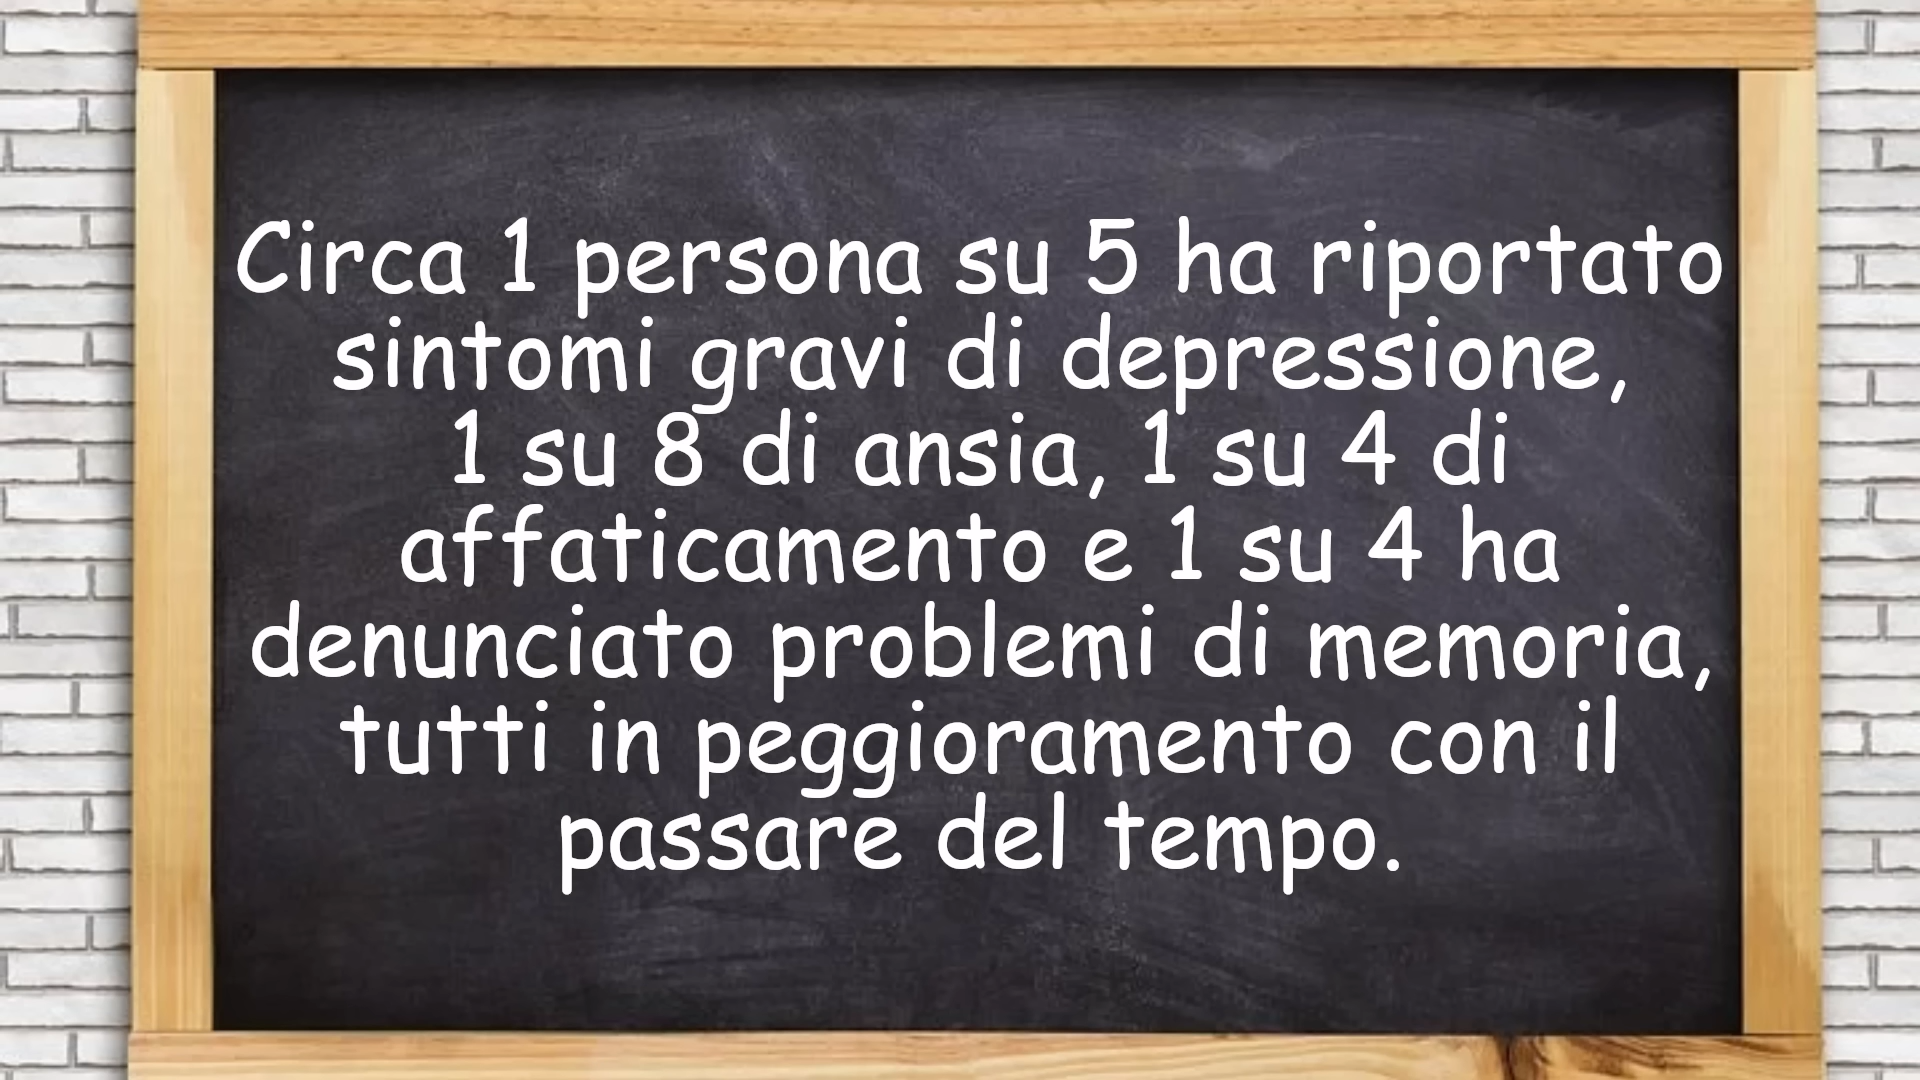 Circa 1 persona su 5 ha riportato
sintomi gravi di depressione,
1 su 8 di ansia, 1 su 4 di
affaticamento e 1 su 4 ha
denunciato problemi di memoria,
tutti in peggioramento con il
passare del tempo.